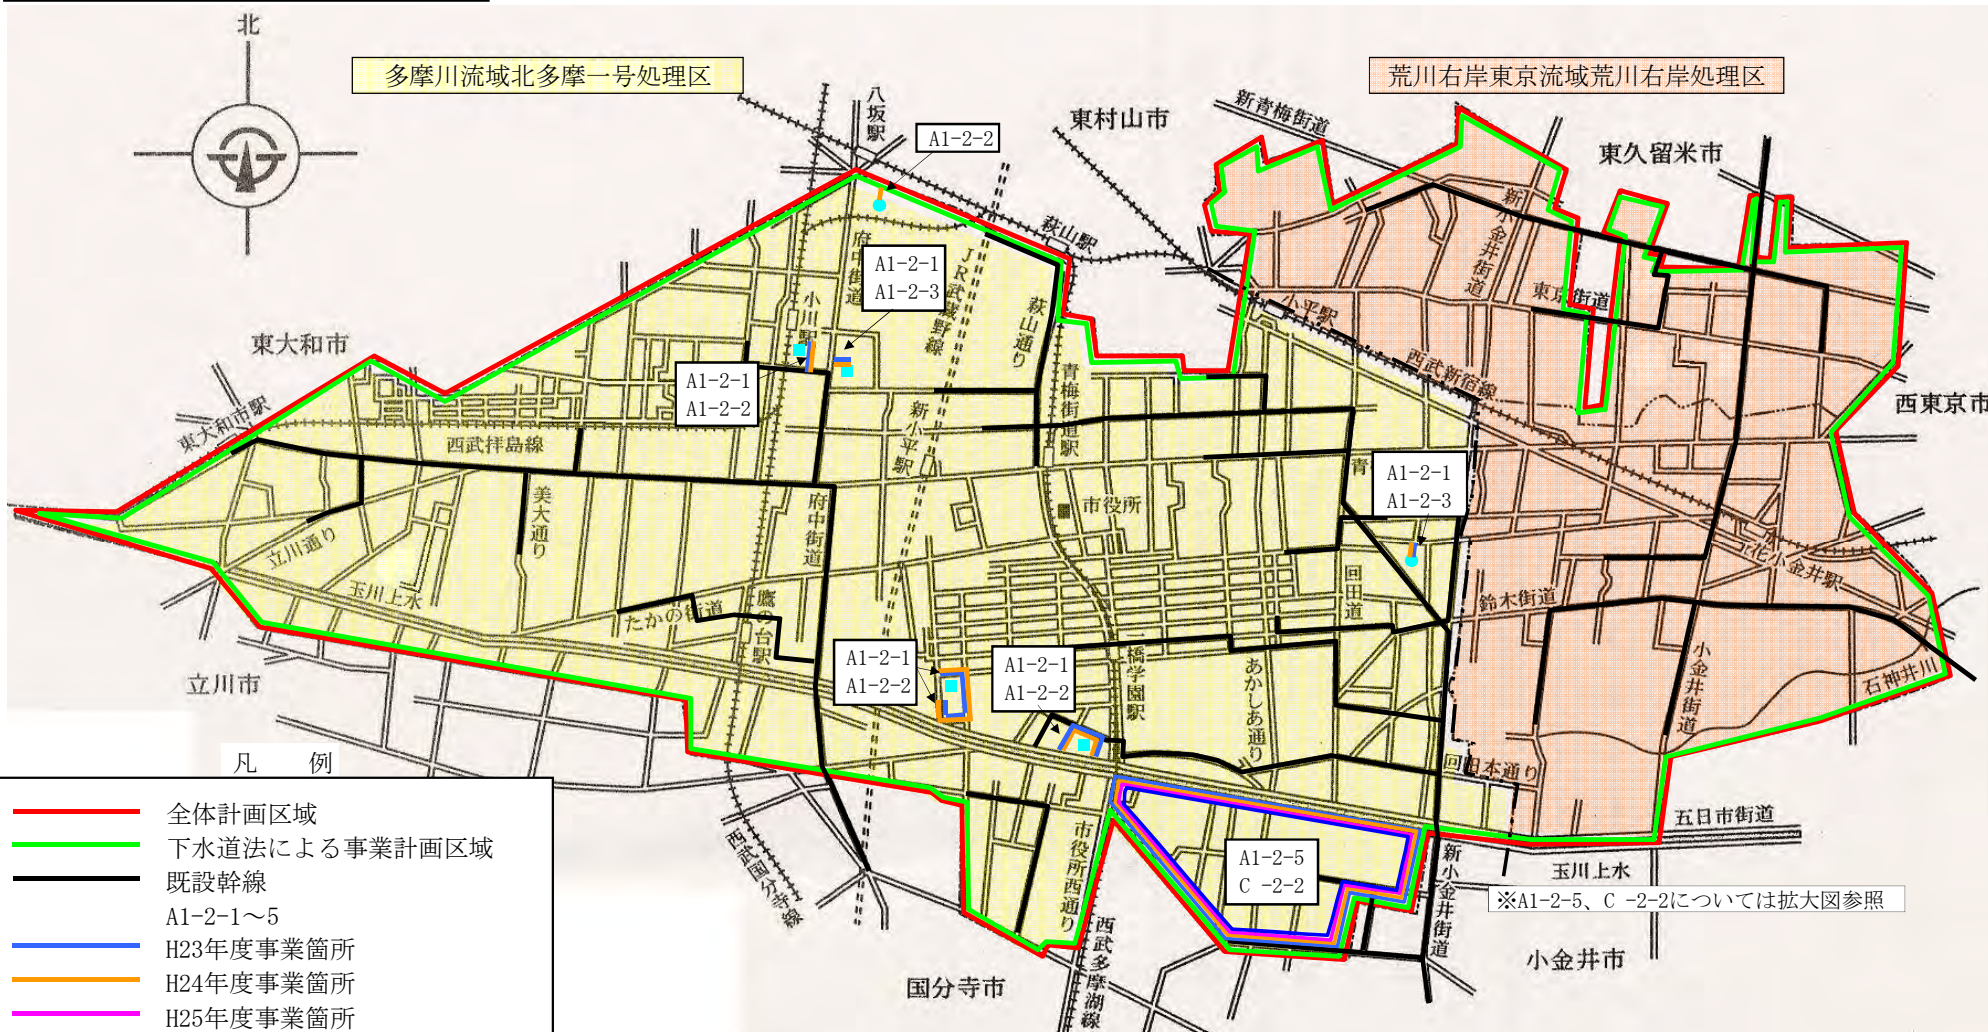 北
多摩川流域北多摩一号処理区
荒川右岸東京流域荒川右岸処理区
八坂駅
A1-2-2
東村山市
新青梅街道
東久留米市
萩山駅
府中街道
A1-2-1
A1-2-3
JR武蔵野線
萩山通り
新小金井街道
東京街道
小川駅
小平駅
東大和市
A1-2-1
A1-2-2
西武新宿線
西東京市
青梅街道駅
東大和市駅
西武拝島線
新小平駅
青
A1-2-1
A1-2-3
美大通り
府中街道
市役所
立川通り
花小金井駅
玉川上水
たかの街道
鷹の台駅
回田道
鈴木街道
A1-2-1
A1-2-2
A1-2-1
A1-2-2
一橋学園駅
あかしあ通り
小金井街道
石神井川
立川市
凡 例
回田本通り
五日市街道
全体計画区域
下水道法による事業計画区域
既設幹線
A1-2-1～5
H23年度事業箇所
H24年度事業箇所
H25年度事業箇所
西武国分寺線
市役所西通り
A1-2-5
C -2-2
新小金井街道
玉川上水
※A1-2-5、C -2-2については拡大図参照
西武多摩湖線
国分寺市
小金井市